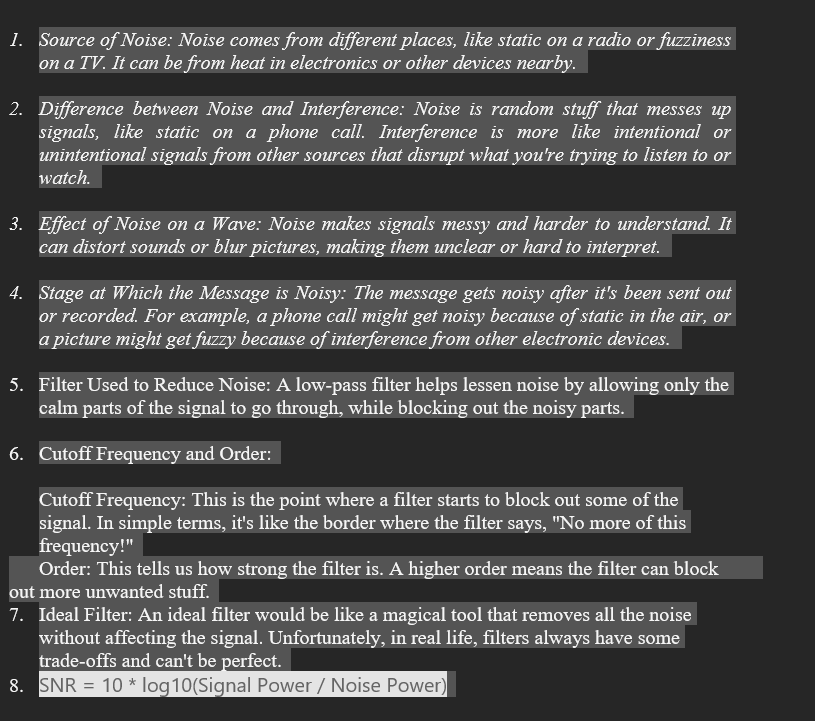 1. Source of Noise: Noise comes from different places, like static on a radio or fuzziness
on a TV. It can be from heat in electronics or other devices nearby.
2. Difference between Noise and Interference: Noise is random stuff that messes up
signals, like static on a phone call. Interference is more like intentional or
unintentional signals from other sources that disrupt what you're trying to listen to or
watch.
3. Effect of Noise on a Wave: Noise makes signals messy and harder to understand. It
can distort sounds or blur pictures, making them unclear or hard to interpret.
4. Stage at Which the Message is Noisy: The message gets noisy after it's been sent out
or recorded. For example, a phone call might get noisy because of static in the air, or
a picture might get fuzzy because of interference from other electronic devices.
5. Filter Used to Reduce Noise: A low-pass filter helps lessen noise by allowing only the
calm parts of the signal to go through, while blocking out the noisy parts.
6. Cutoff Frequency and Order:
Cutoff Frequency: This is the point where a filter starts to block out some of the
signal. In simple terms, it's like the border where the filter says, "No more of this
frequency!"
Order: This tells us how strong the filter is. A higher order means the filter can block
out more unwanted stuff.
7. Ideal Filter: An ideal filter would be like a magical tool that removes all the noise
without affecting the signal. Unfortunately, in real life, filters always have some
trade-offs and can't be perfect.
8. SNR = 10 * log10(Signal Power / Noise Power)